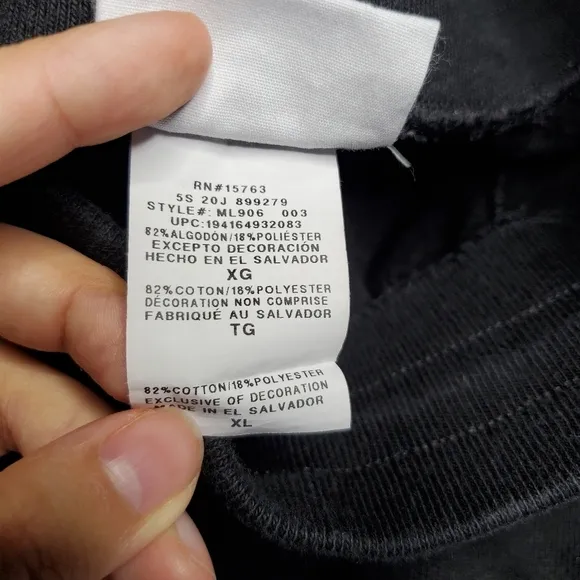 RN#15763
5S 20J 899279
STYLE#: ML906 003
UPC:194164932083
82%ALGODÓN/18%POLIÉSTER
EXCEPTO DECORACIÓN
HECHO EN EL SALVADOR
XG
82%COTON/18%POLYESTER
DÉCORATION NON COMPRISE
FABRIQUÉ AU SALVADOR
TG
82%COTTON/18%POLYESTER
EXCLUSIVE OF DECORATION
MADE IN EL SALVADOR
XL